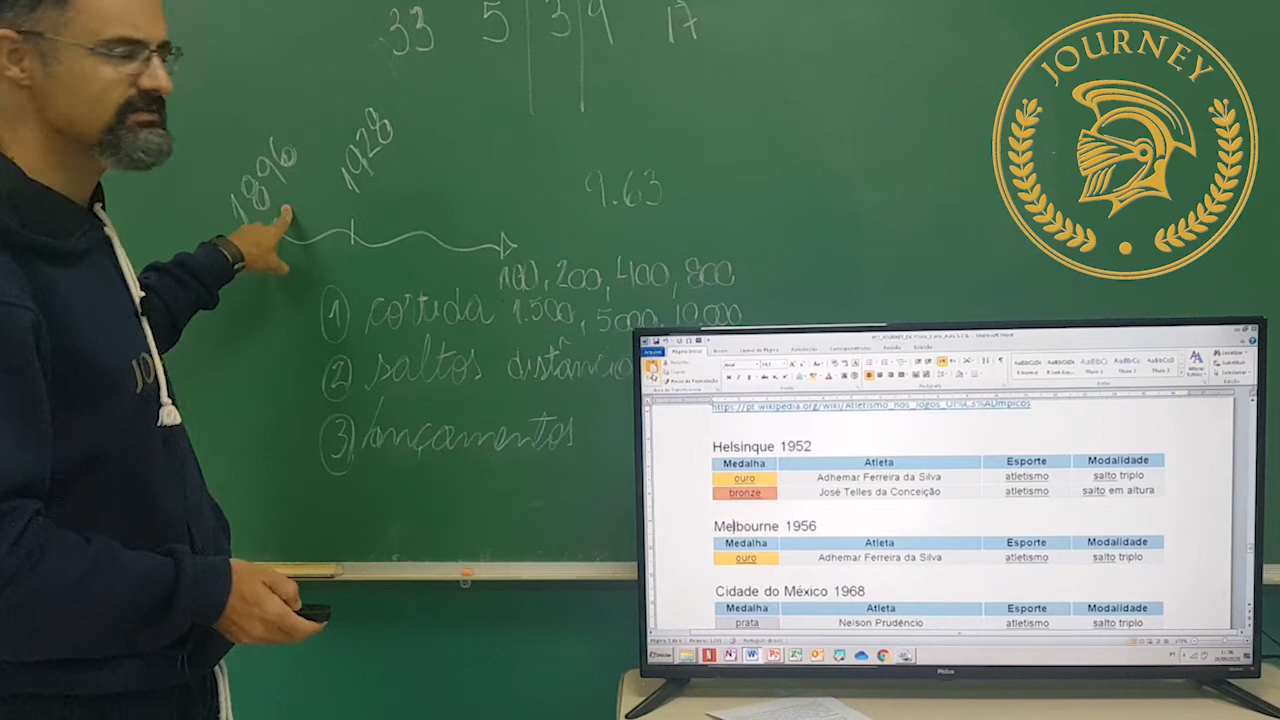 33 5 3 9 17
JOURNEY
1896 1928
9.63
100, 200, 400, 800
① corrida 1.500, 5000, 10.000
② saltos distância
③ lançamentos
https://pt.wikipedia.org/wiki/Atletismo_nos_Jogos_Ol%C3%ADmpicos
Helsinque 1952
Medalha Atleta Esporte Modalidade
ouro Adhemar Ferreira da Silva atletismo salto triplo
bronze José Telles da Conceição atletismo salto em altura
Melbourne 1956
Medalha Atleta Esporte Modalidade
ouro Adhemar Ferreira da Silva atletismo salto triplo
Cidade do México 1968
Medalha Atleta Esporte Modalidade
prata Nelson Prudêncio atletismo salto triplo
Philco